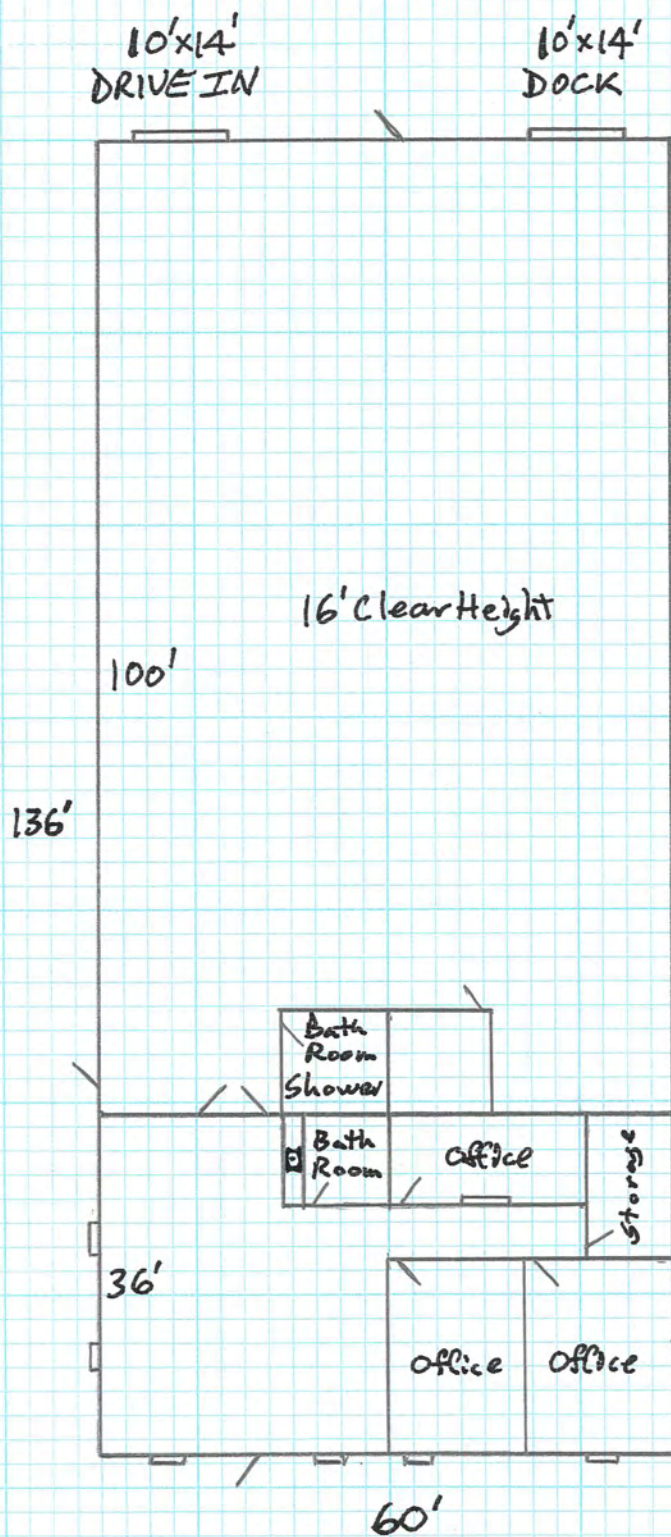 10'x14'
DRIVE IN
10'x14'
DOCK
16' Clear Height
100'
136'
Bath
Room
Shower
Bath
Room
Office
Storage
36'
Office
Office
60'